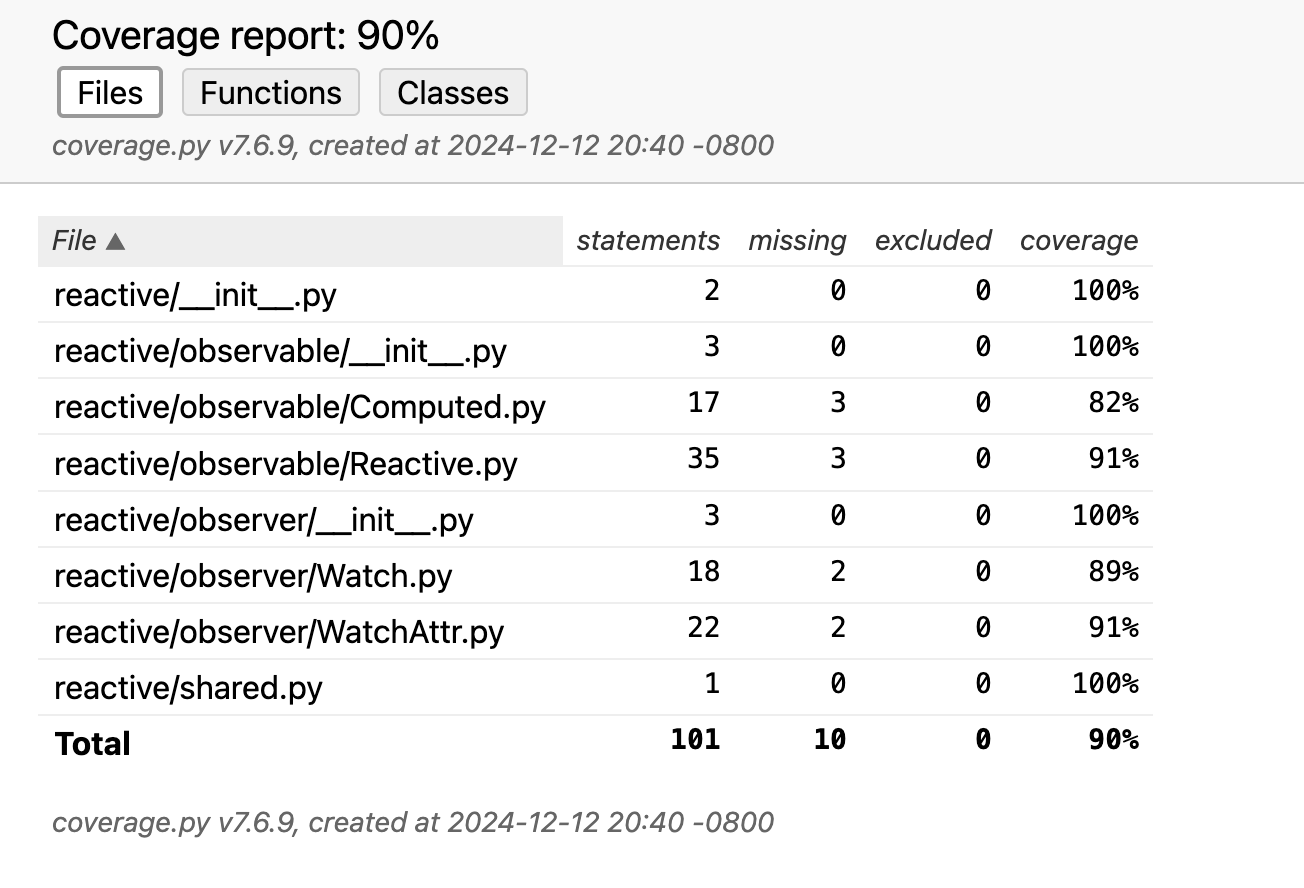 Coverage report: 90%
Files Functions Classes
coverage.py v7.6.9, created at 2024-12-12 20:40 -0800
File ▲ statements missing excluded coverage
reactive/__init__.py 2 0 0 100%
reactive/observable/__init__.py 3 0 0 100%
reactive/observable/Computed.py 17 3 0 82%
reactive/observable/Reactive.py 35 3 0 91%
reactive/observer/__init__.py 3 0 0 100%
reactive/observer/Watch.py 18 2 0 89%
reactive/observer/WatchAttr.py 22 2 0 91%
reactive/shared.py 1 0 0 100%
Total 101 10 0 90%
coverage.py v7.6.9, created at 2024-12-12 20:40 -0800